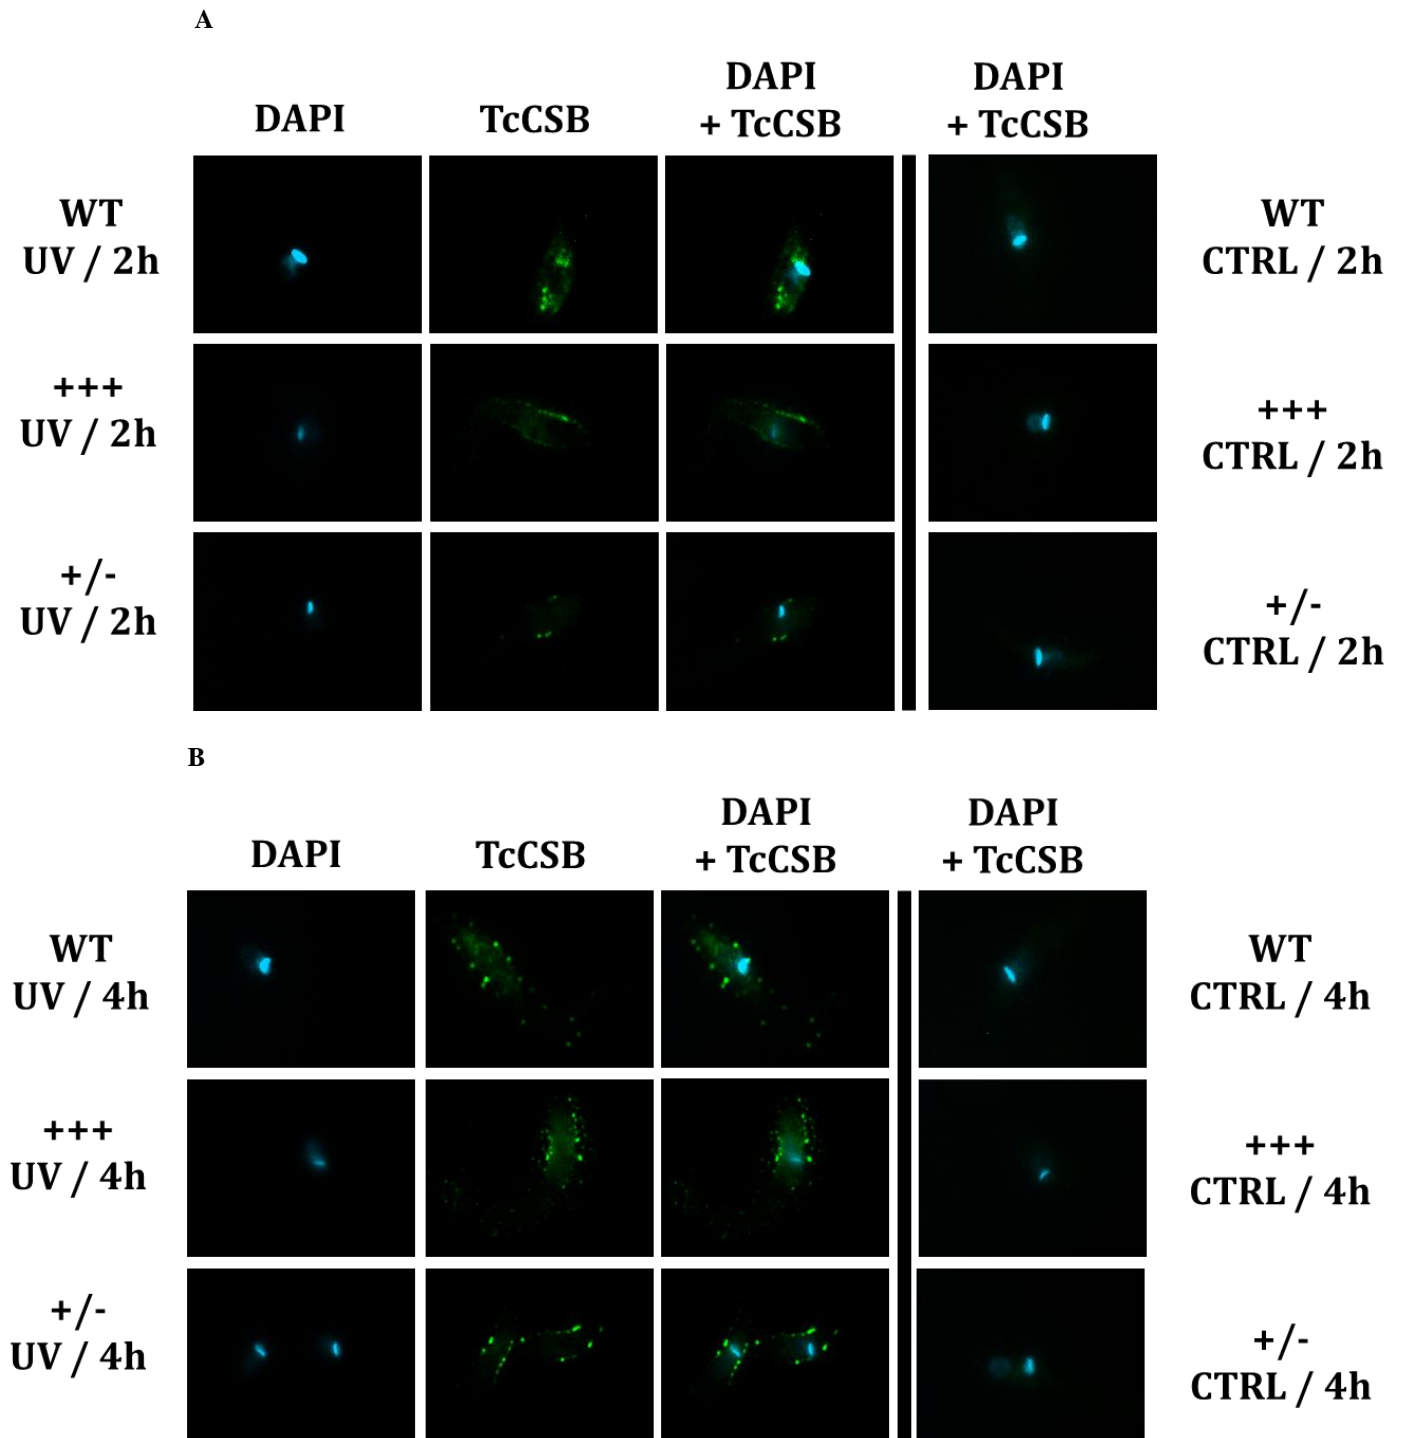 A
DAPI
TcCSB
DAPI
+ TcCSB
DAPI
+ TcCSB
WT
UV / 2h
WT
CTRL / 2h
+++
UV / 2h
+++
CTRL / 2h
+/-
UV / 2h
+/-
CTRL / 2h
B
DAPI
TcCSB
DAPI
+ TcCSB
DAPI
+ TcCSB
WT
UV / 4h
WT
CTRL / 4h
+++
UV / 4h
+++
CTRL / 4h
+/-
UV / 4h
+/-
CTRL / 4h